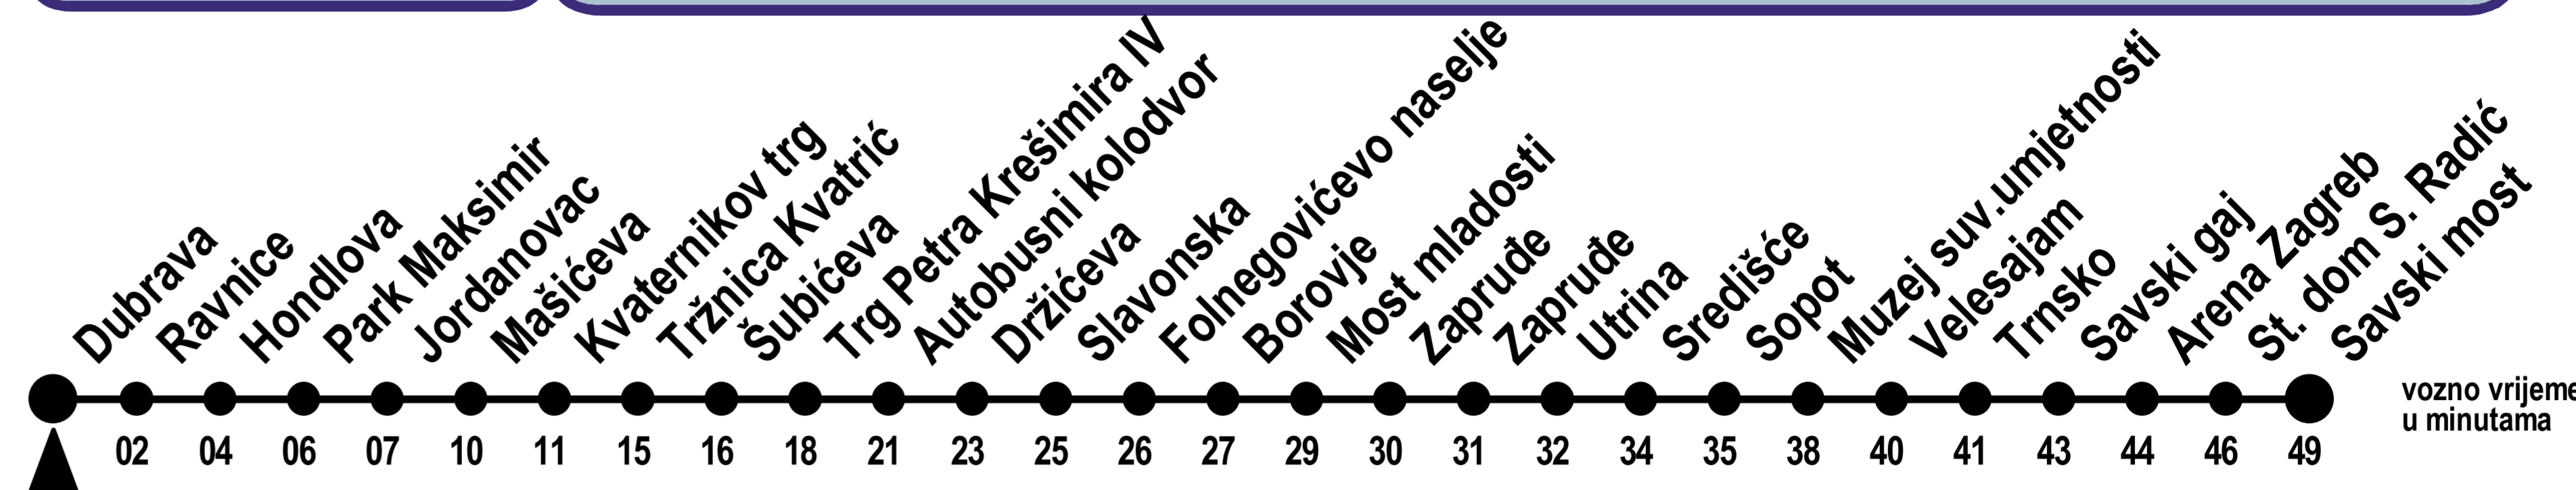 Dubrava
Ravnice
Hondlova
Park Maksimir
Jordanovac
Mašićeva
Kvaternikov trg
Tržnica Kvatrić
Šubićeva
Trg Petra Krešimira IV
Autobusni kolodvor
Držićeva
Slavonska
Folnegovićevo naselje
Borovje
Most mladosti
Zapruđe
Zapruđe
Utrina
Središće
Sopot
Muzej suv.umjetnosti
Velesajam
Trnsko
Savski gaj
Arena Zagreb
St. dom S. Radić
Savski most
02 04 06 07 10 11 15 16 18 21 23 25 26 27 29 30 31 32 34 35 38 40 41 43 44 46 49
vozno vrijeme
u minutama